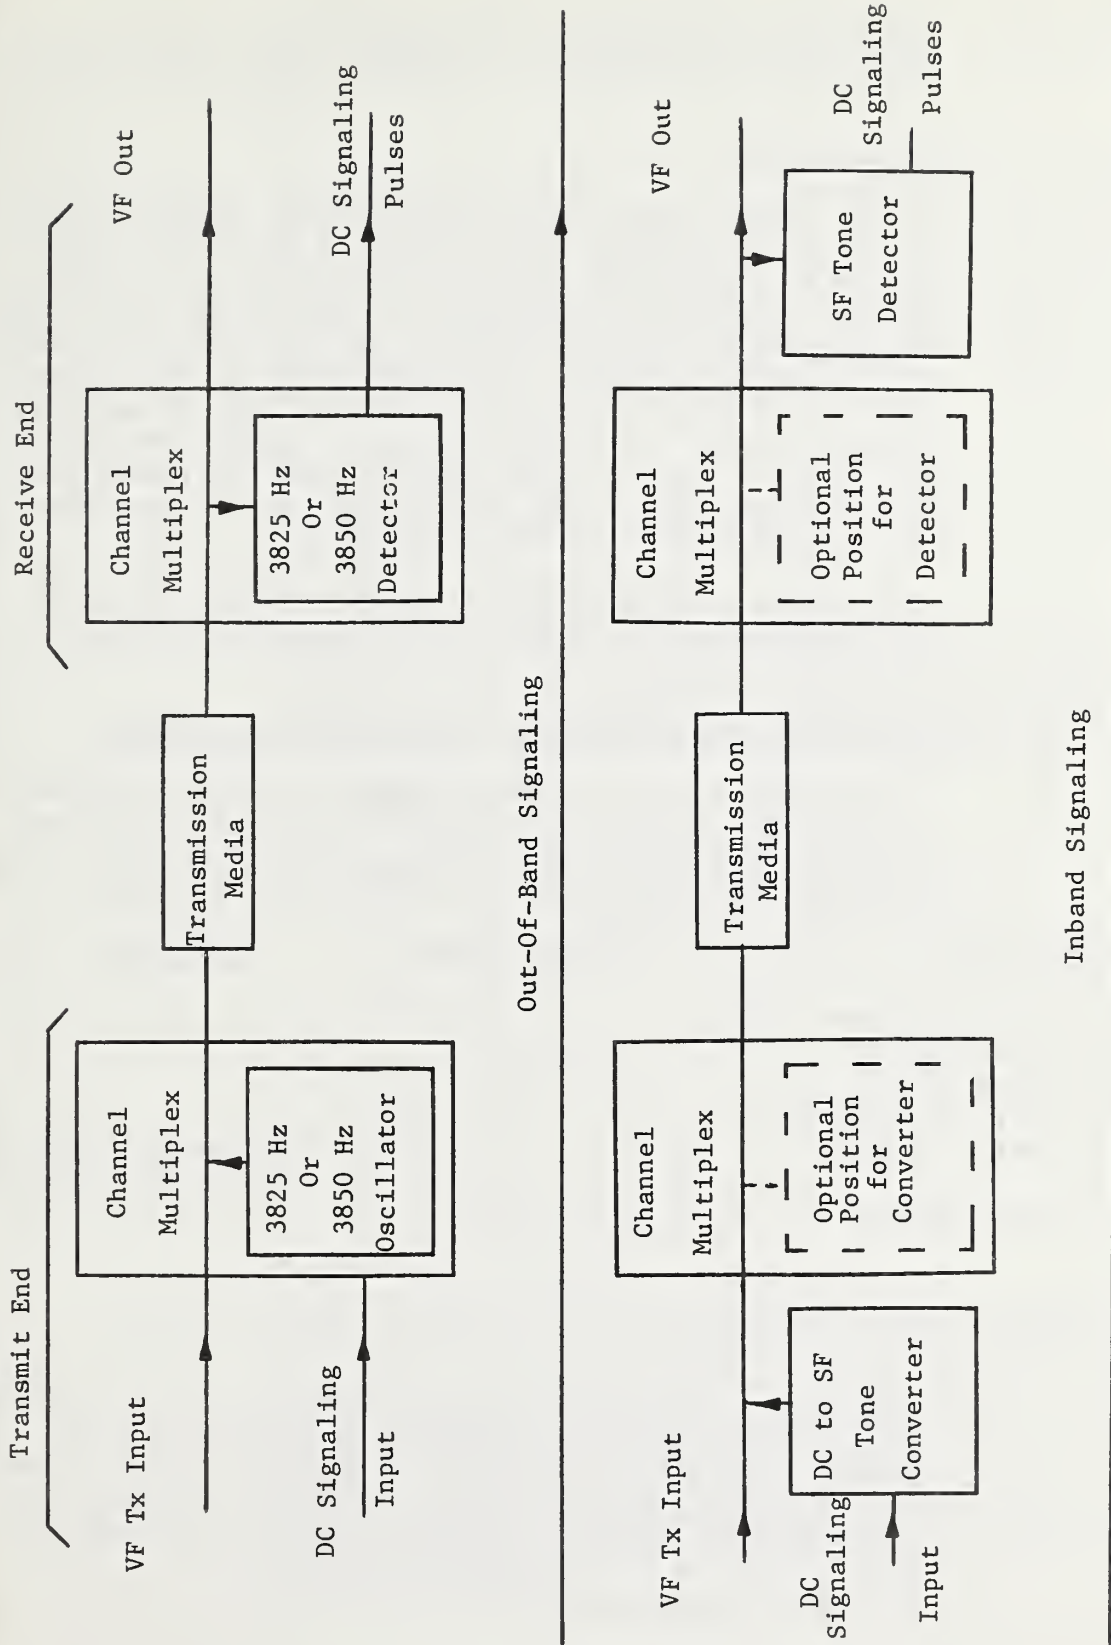 Transmit End
Receive End
VF Tx Input
Channel
Multiplex
3825 Hz
Or
3850 Hz
Oscillator
DC Signaling
Input
Transmission
Media
Channel
Multiplex
3825 Hz
Or
3850 Hz
Detector
VF Out
DC Signaling
Pulses
Out-Of-Band Signaling
VF Tx Input
DC
Signaling
Input
DC to SF
Tone
Converter
Channel
Multiplex
Optional
Position
for
Converter
Transmission
Media
Channel
Multiplex
Optional
Position
for
Detector
VF Out
SF Tone
Detector
DC
Signaling
Pulses
Inband Signaling